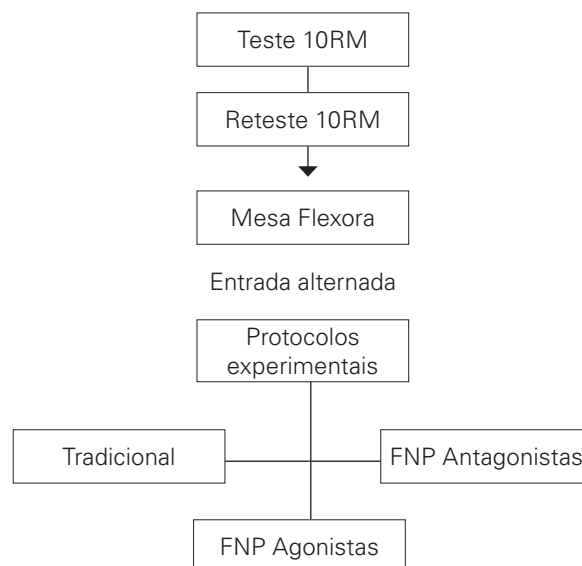 Teste 10RM
Reteste 10RM
Mesa Flexora
Entrada alternada
Protocolos
experimentais
Tradicional
FNP Antagonistas
FNP Agonistas